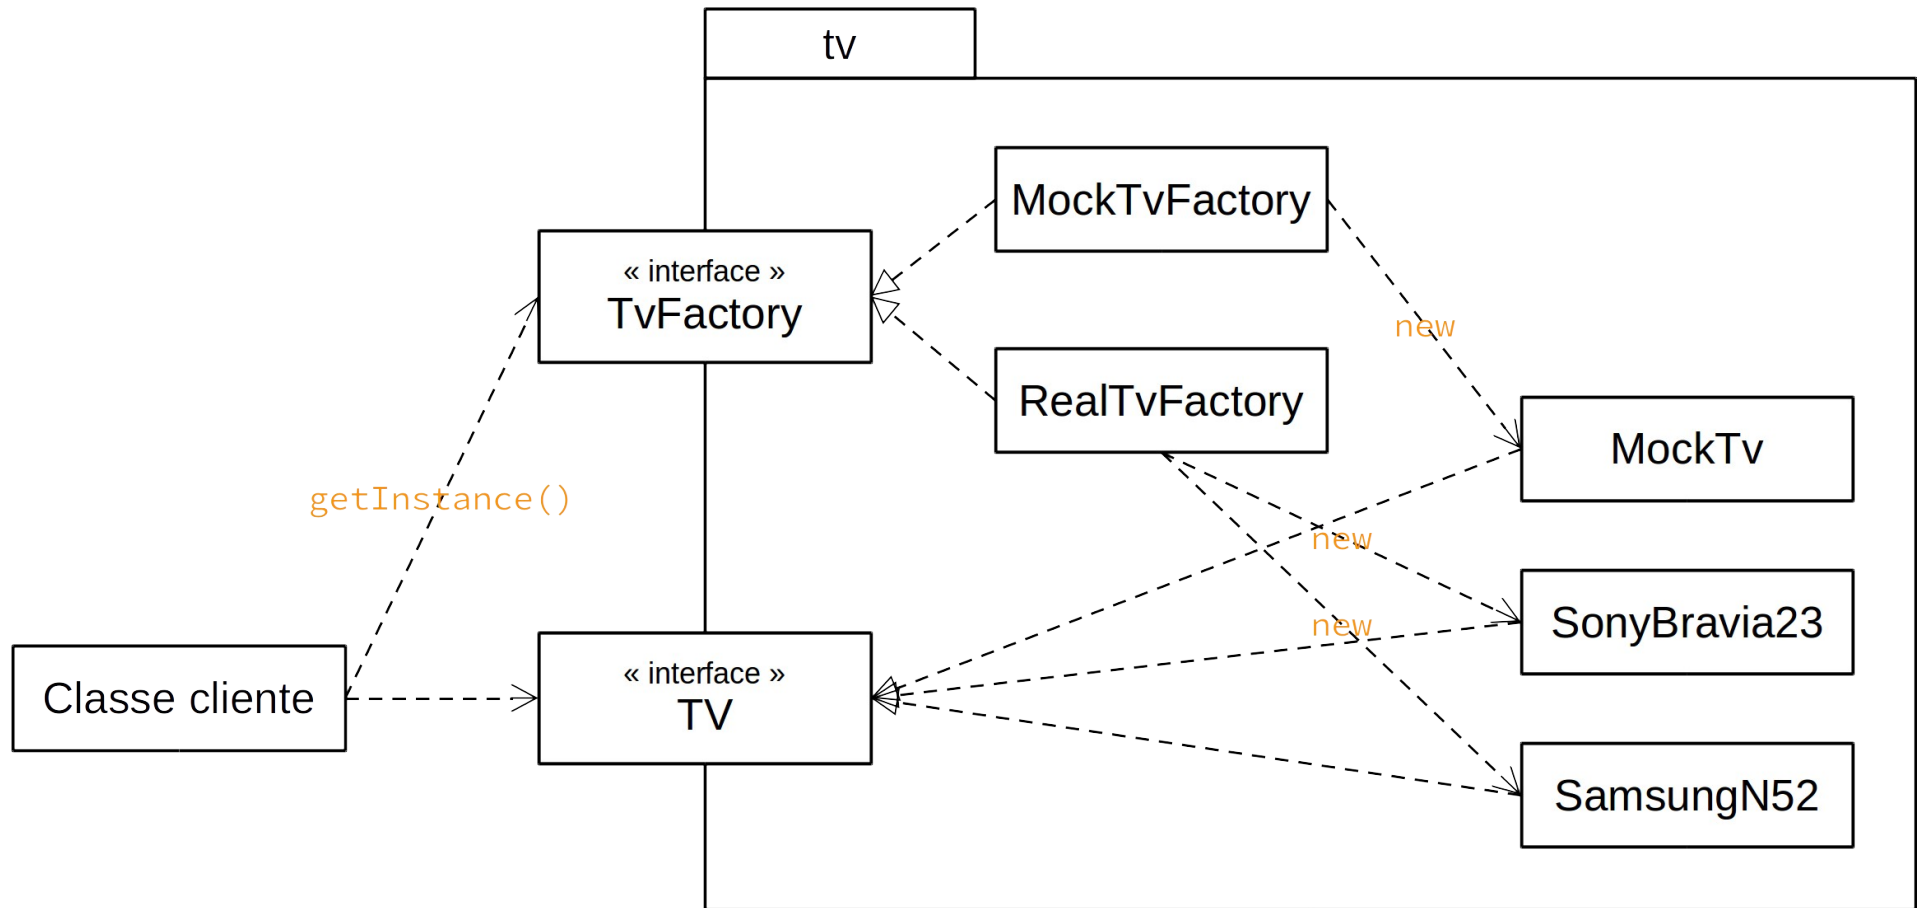 tv
MockTvFactory
« interface »
TvFactory
new
RealTvFactory
MockTv
getInstance()
new
SonyBravia23
new
Classe cliente
« interface »
TV
SamsungN52